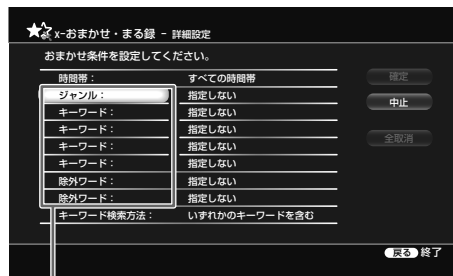 x-おまかせ・まる録 － 詳細設定
おまかせ条件を設定してください。
時間帯： すべての時間帯
ジャンル： 指定しない
キーワード： 指定しない
キーワード： 指定しない
キーワード： 指定しない
キーワード： 指定しない
除外ワード： 指定しない
除外ワード： 指定しない
キーワード検索方法： いずれかのキーワードを含む
確定
中止
全取消
戻る 終了